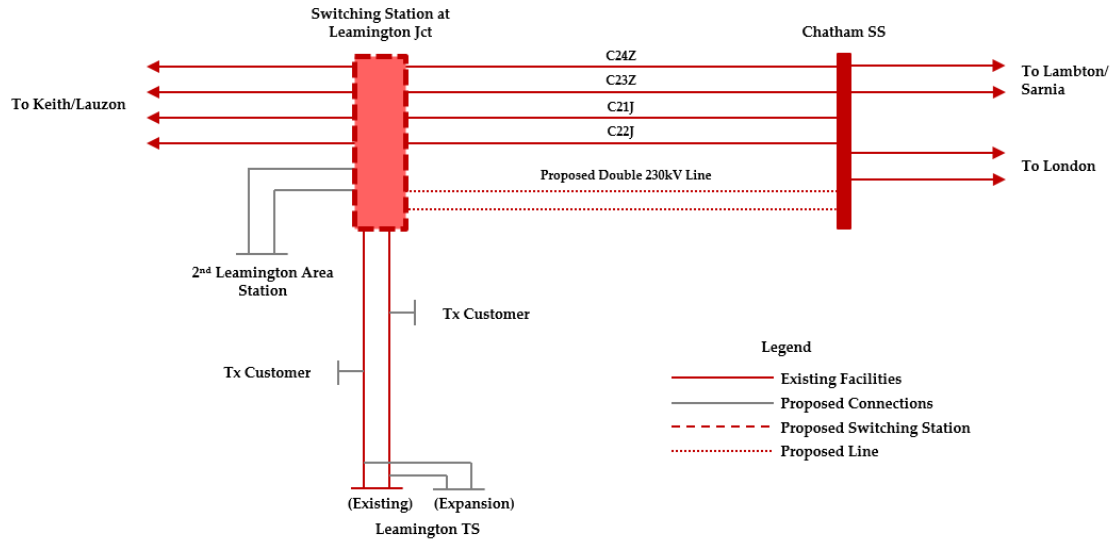 Switching Station at
Leamington Jct
Chatham SS
C24Z
To Lambton/
Sarnia
C23Z
To Keith/Lauzon
C21J
C22J
To London
Proposed Double 230kV Line
2nd Leamington Area
Station
Tx Customer
Tx Customer
Legend
Existing Facilities
Proposed Connections
Proposed Switching Station
Proposed Line
(Existing)
(Expansion)
Leamington TS